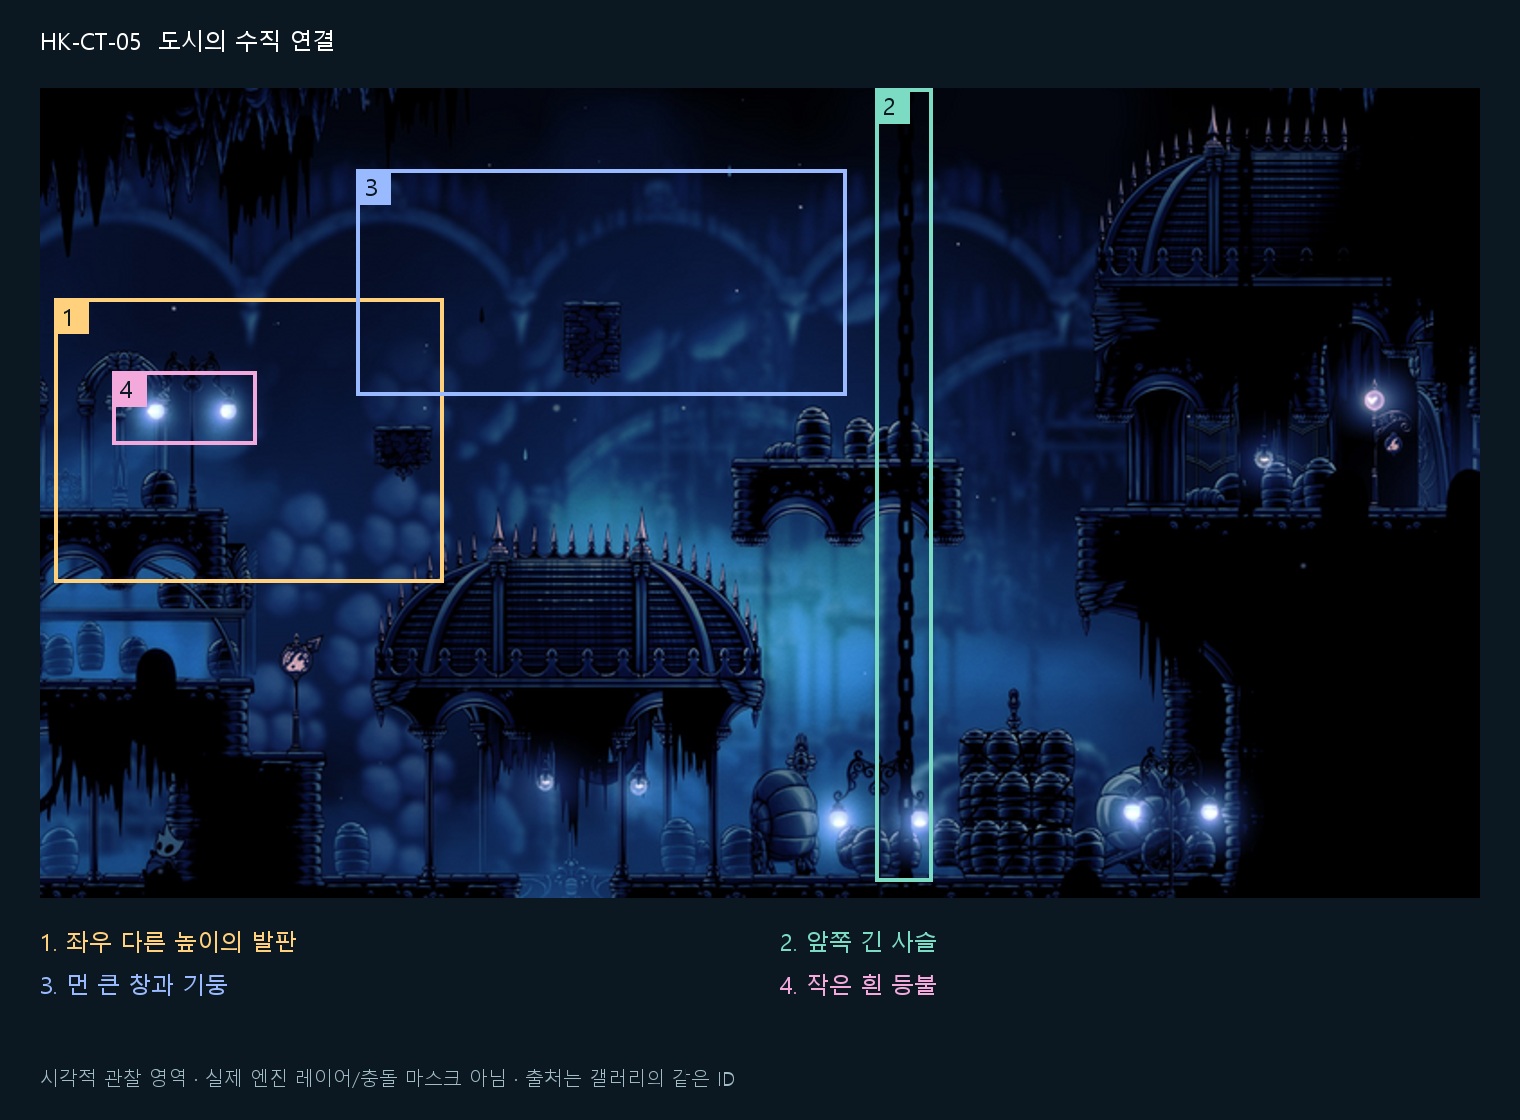 HK-CT-05 도시의 수직 연결
2
3
1
4
1. 좌우 다른 높이의 발판
2. 앞쪽 긴 사슬
3. 먼 큰 창과 기둥
4. 작은 흰 등불
시각적 관찰 영역 · 실제 엔진 레이어/충돌 마스크 아님 · 출처는 갤러리의 같은 ID